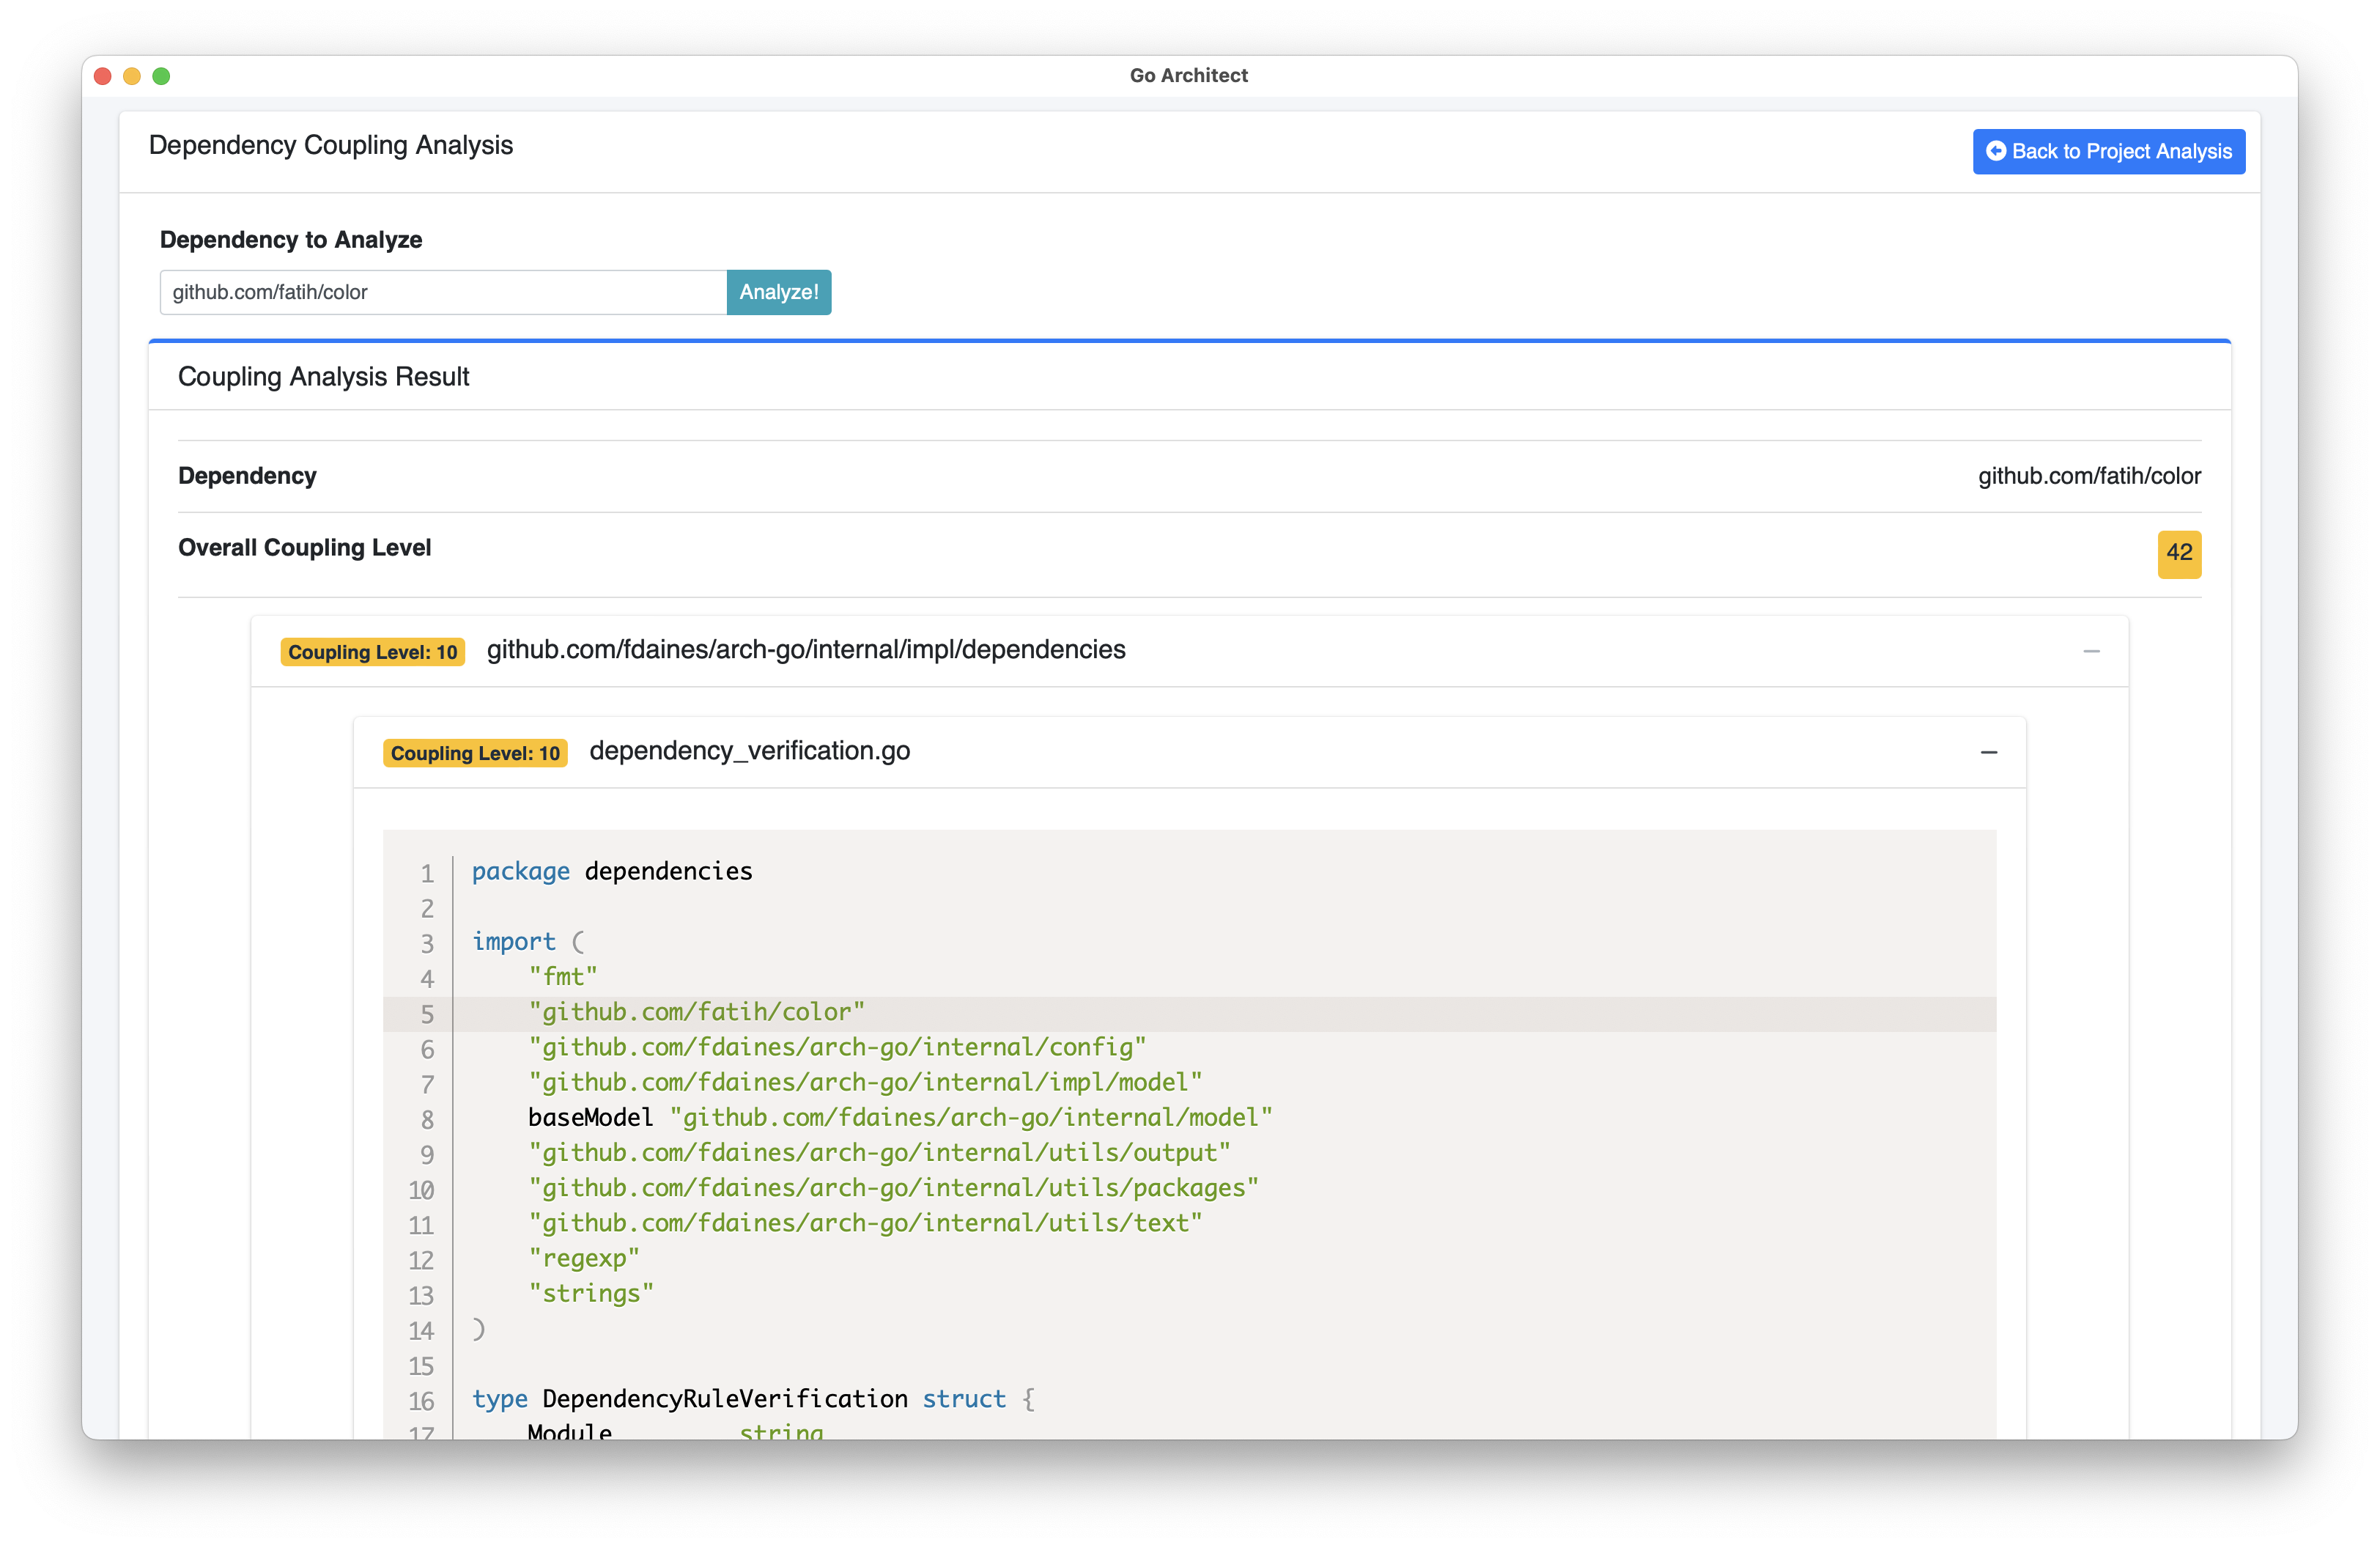 Go Architect
Dependency Coupling Analysis
Back to Project Analysis
Dependency to Analyze
github.com/fatih/color
Analyze!
Coupling Analysis Result
Dependency github.com/fatih/color
Overall Coupling Level 42
Coupling Level: 10 github.com/fdaines/arch-go/internal/impl/dependencies
Coupling Level: 10 dependency_verification.go
1 package dependencies
2
3 import (
4 "fmt"
5 "github.com/fatih/color"
6 "github.com/fdaines/arch-go/internal/config"
7 "github.com/fdaines/arch-go/internal/impl/model"
8 baseModel "github.com/fdaines/arch-go/internal/model"
9 "github.com/fdaines/arch-go/internal/utils/output"
10 "github.com/fdaines/arch-go/internal/utils/packages"
11 "github.com/fdaines/arch-go/internal/utils/text"
12 "regexp"
13 "strings"
14 )
15
16 type DependencyRuleVerification struct {
17 Module string